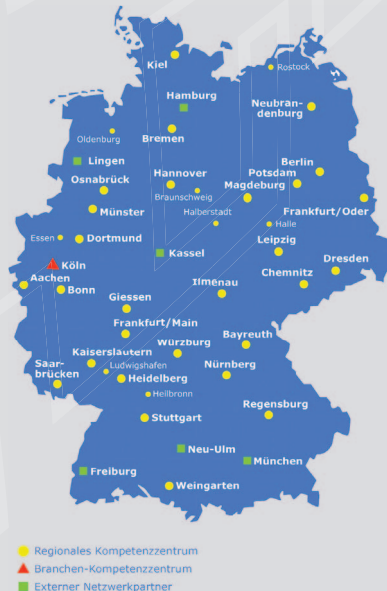 Kiel
Rostock
Hamburg
Neubran-
denburg
Oldenburg
Bremen
Lingen
Berlin
Hannover
Potsdam
Osnabrück
Braunschweig
Magdeburg
Münster
Halberstadt
Frankfurt/Oder
Essen
Dortmund
Halle
Kassel
Leipzig
Köln
Dresden
Aachen
Chemnitz
Bonn
Ilmenau
Giessen
Frankfurt/Main
Bayreuth
Würzburg
Kaiserslautern
Saar-
brücken
Ludwigshafen
Heidelberg
Nürnberg
Heilbronn
Regensburg
Stuttgart
Neu-Ulm
München
Freiburg
Weingarten
Regionales Kompetenzzentrum
Branchen-Kompetenzzentrum
Externer Netzwerkpartner